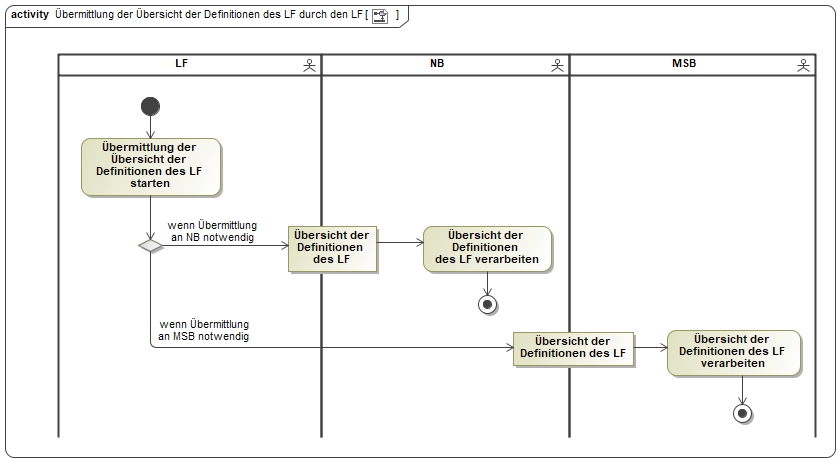 activity Übermittlung der Übersicht der Definitionen des LF durch den LF [ ]
LF
NB
MSB
Übermittlung der
Übersicht der
Definitionen des LF
starten
wenn Übermittlung
an NB notwendig
Übersicht der
Definitionen
des LF
Übersicht der
Definitionen
des LF verarbeiten
wenn Übermittlung
an MSB notwendig
Übersicht der
Definitionen des LF
Übersicht der
Definitionen des LF
verarbeiten